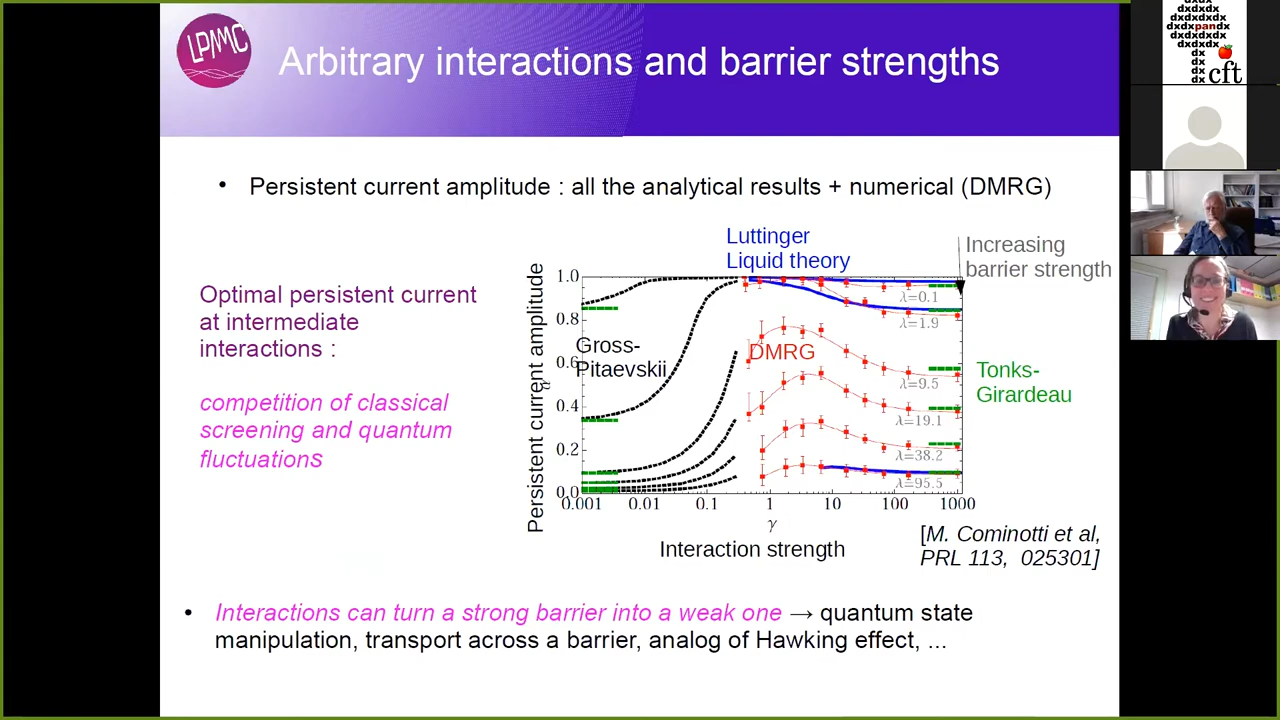 LPMMC
Arbitrary interactions and barrier strengths
• Persistent current amplitude : all the analytical results + numerical (DMRG)
Optimal persistent current
at intermediate
interactions :
competition of classical
screening and quantum
fluctuations
Persistent current amplitude
α
1.0
0.8
0.6
0.4
0.2
0.0
0.001
0.01
0.1
1
10
100
1000
γ
Interaction strength
Gross-
Pitaevskii
Luttinger
Liquid theory
DMRG
Increasing
barrier strength
λ=0.1
λ=1.9
λ=9.5
λ=19.1
λ=38.2
λ=95.5
Tonks-
Girardeau
[M. Cominotti et al,
PRL 113, 025301]
• Interactions can turn a strong barrier into a weak one → quantum state
manipulation, transport across a barrier, analog of Hawking effect, ...
dxdx
dxdxdx
dxdxdxdx
dxdxpandx
dxdxdxdx
dxdxdx
dx
dx
dx
cft